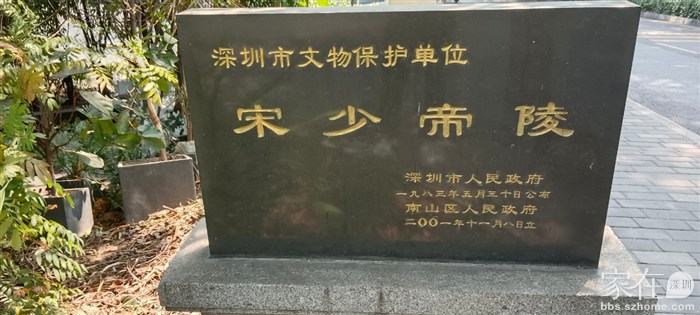 深圳市文物保护单位
宋少帝陵
深圳市人民政府
一九八三年五月三十日公布
南山区人民政府
二〇〇一年十一月八日立
家在深圳
bbs.szhome.com